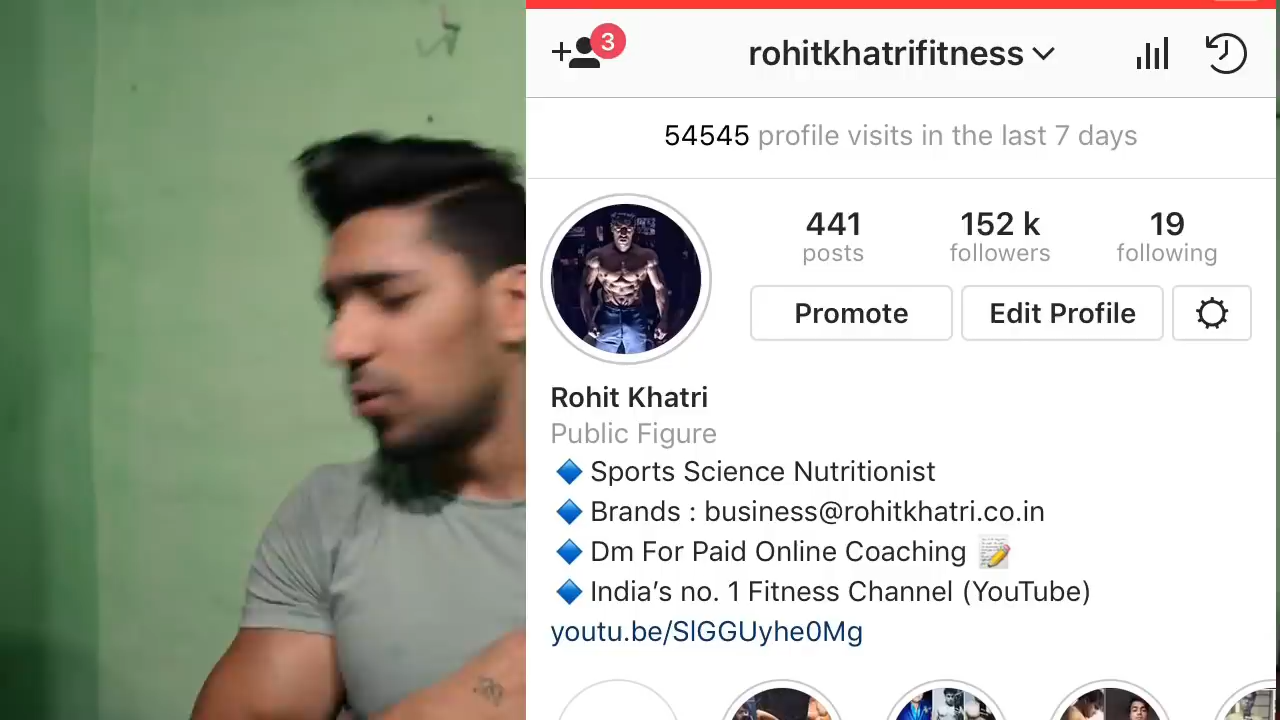 3
rohitkhatrifitness
54545 profile visits in the last 7 days
441 152 k 19
posts followers following
Promote Edit Profile
Rohit Khatri
Public Figure
🔷 Sports Science Nutritionist
🔷 Brands : business@rohitkhatri.co.in
🔷 Dm For Paid Online Coaching 📝
🔷 India’s no. 1 Fitness Channel (YouTube)
youtu.be/SlGGUyhe0Mg